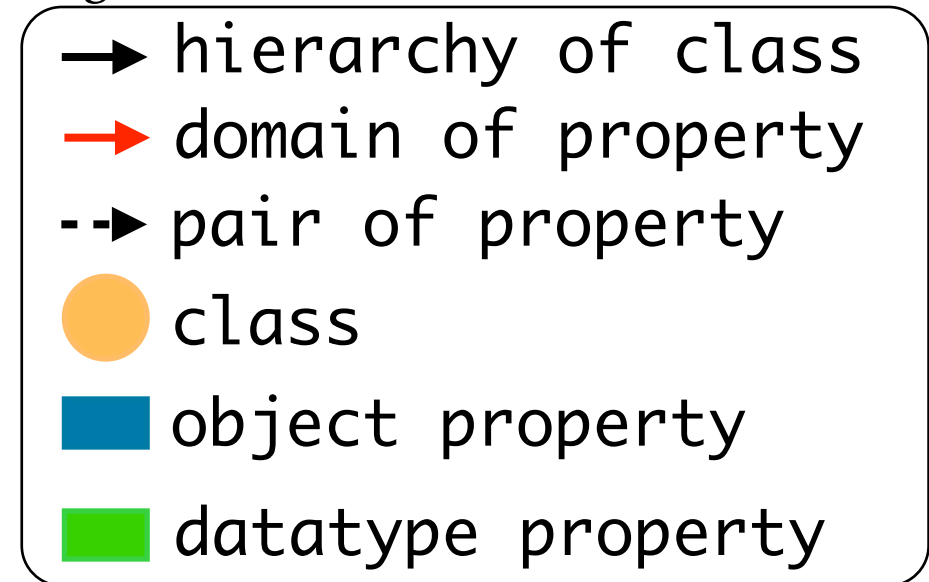 hierarchy of class
domain of property
pair of property
class
object property
datatype property